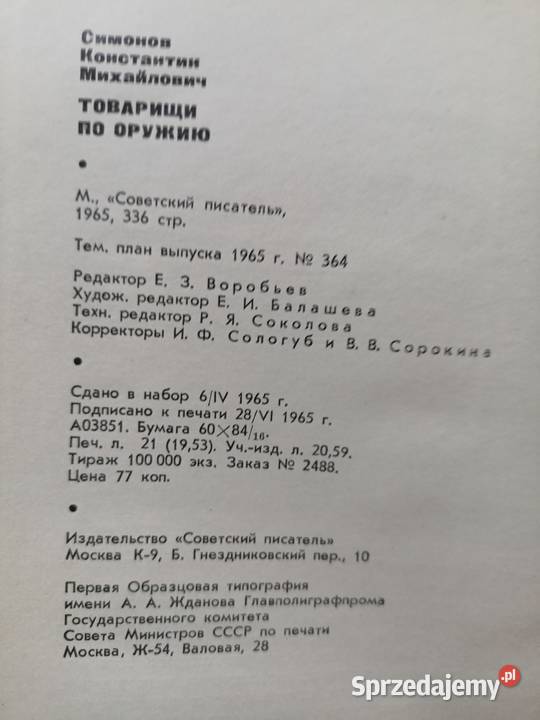 Симонов
Константин
Михайлович
ТОВАРИЩИ
ПО ОРУЖИЮ
М., «Советский писатель»,
1965, 336 стр.
Тем. план выпуска 1965 г. № 364
Редактор Е. З. Воробьев
Худож. редактор Е. И. Балашева
Техн. редактор Р. Я. Соколова
Корректоры И. Ф. Сологуб и В. В. Сорокина
Сдано в набор 6/IV 1965 г.
Подписано к печати 28/VI 1965 г.
А03851. Бумага 60×84/16.
Печ. л. 21 (19,53). Уч.-изд. л. 20,59.
Тираж 100 000 экз. Заказ № 2488.
Цена 77 коп.
Издательство «Советский писатель»
Москва К-9, Б. Гнездниковский пер., 10
Первая Образцовая типография
имени А. А. Жданова Главполиграфпрома
Государственного комитета
Совета Министров СССР по печати
Москва, Ж-54, Валовая, 28
Sprzedajemy.pl